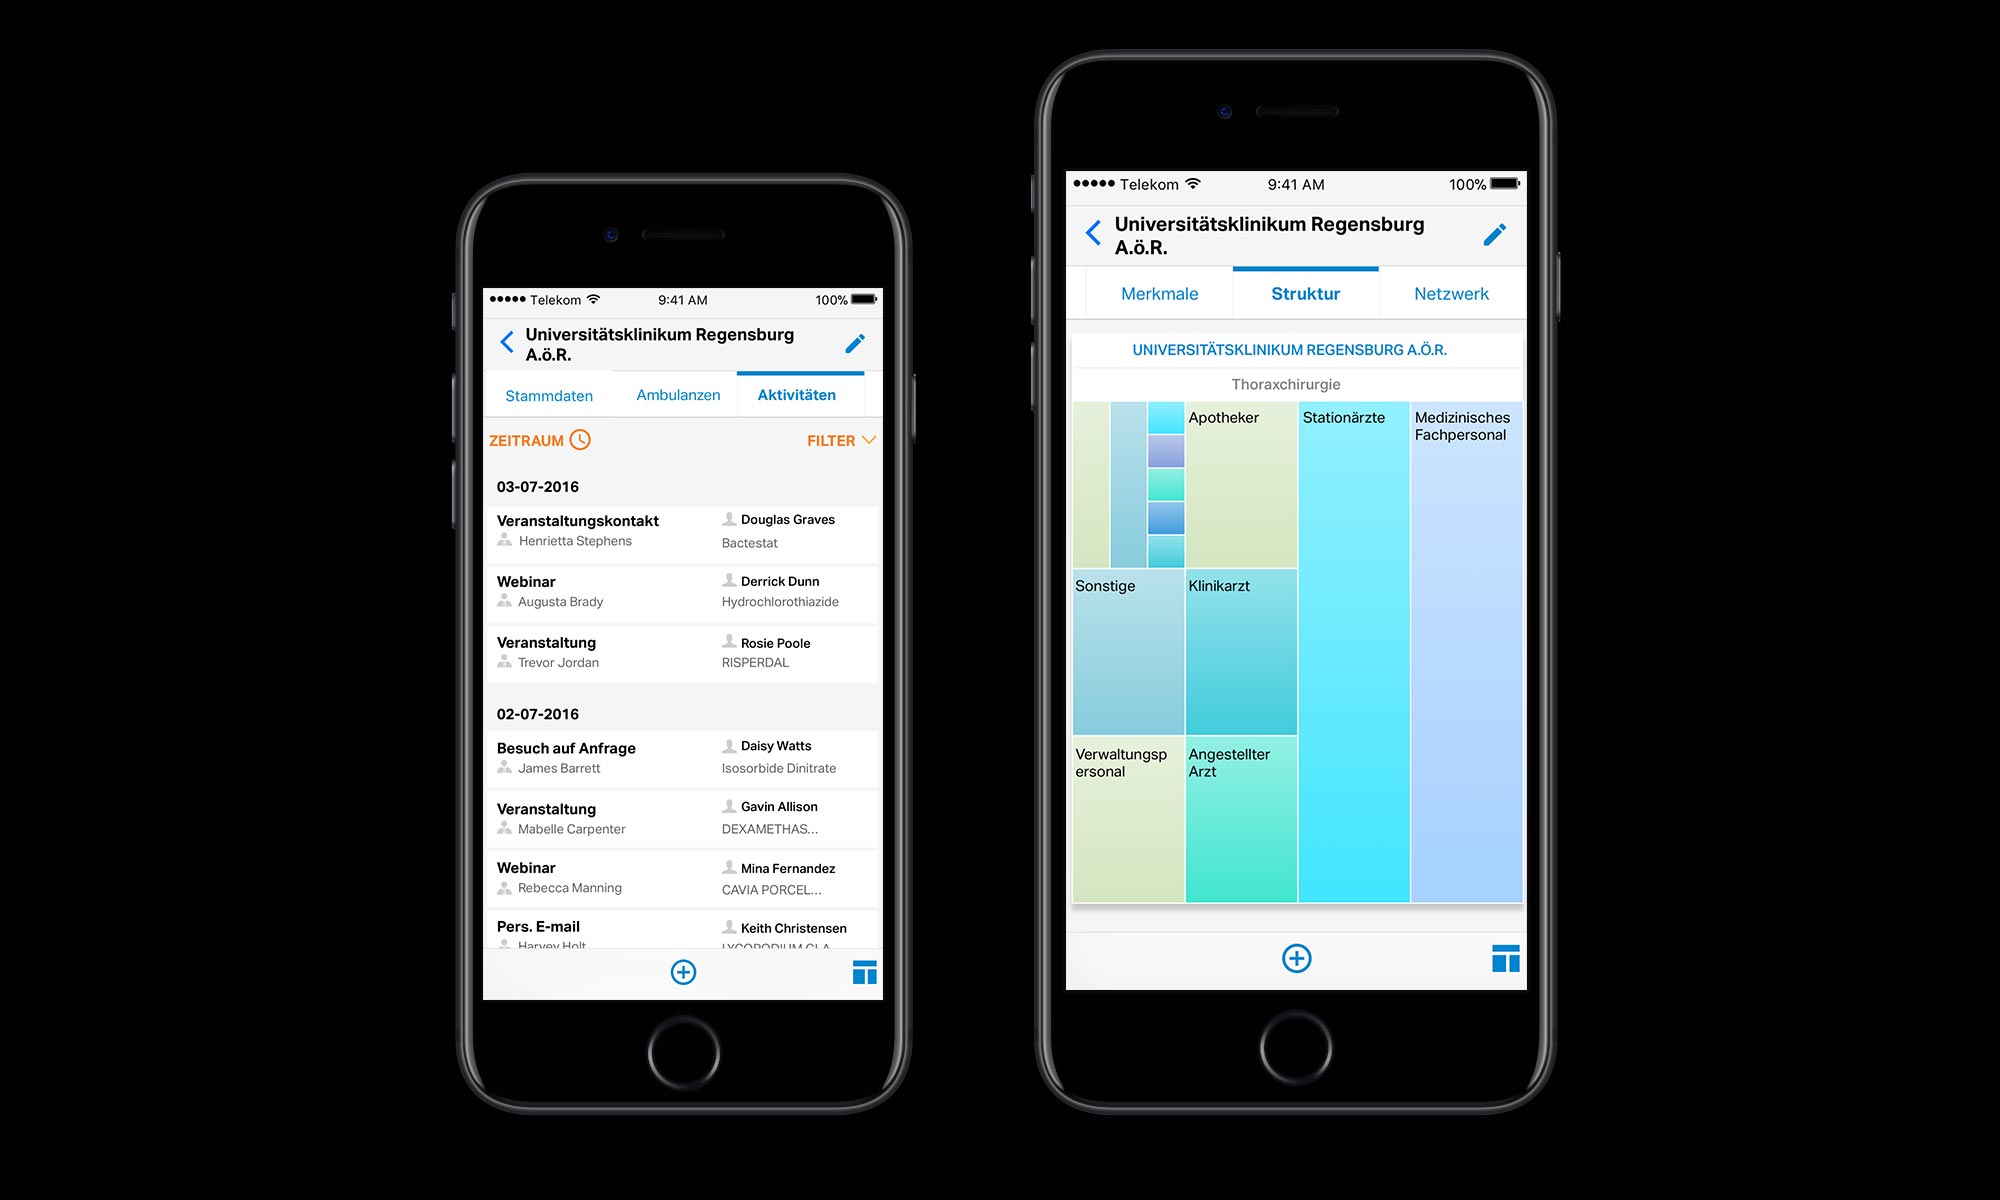 Telekom 9:41 AM 100%
Universitätsklinikum Regensburg
A.ö.R.
Stammdaten Ambulanzen Aktivitäten
ZEITRAUM FILTER
03-07-2016
Veranstaltungskontakt Douglas Graves
Henrietta Stephens Bactestat
Webinar Derrick Dunn
Augusta Brady Hydrochlorothiazide
Veranstaltung Rosie Poole
Trevor Jordan RISPERDAL
02-07-2016
Besuch auf Anfrage Daisy Watts
James Barrett Isosorbide Dinitrate
Veranstaltung Gavin Allison
Mabelle Carpenter DEXAMETHAS...
Webinar Mina Fernandez
Rebecca Manning CAVIA PORCEL...
Pers. E-mail Keith Christensen
Harvey Holt
Telekom 9:41 AM 100%
Universitätsklinikum Regensburg
A.ö.R.
Merkmale Struktur Netzwerk
UNIVERSITÄTSKLINIKUM REGENSBURG A.Ö.R.
Thoraxchirurgie
Apotheker Stationärzte Medizinisches
Fachpersonal
Sonstige Klinikarzt
Verwaltungsp Angestellter
ersonal Arzt